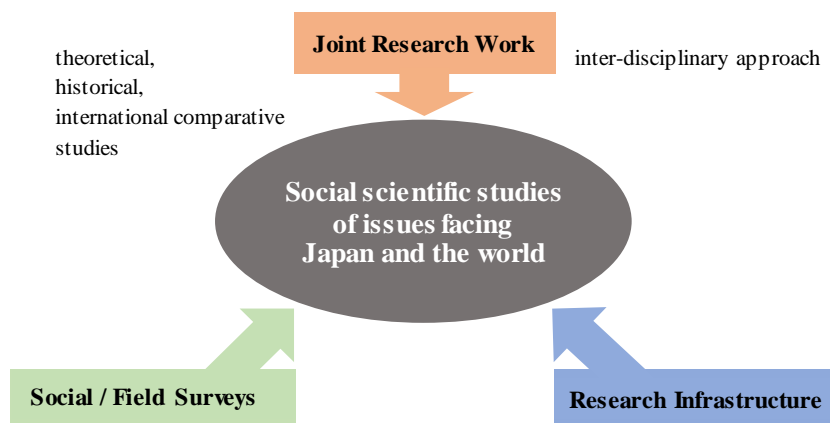 Joint Research Work
theoretical,
historical,
international comparative
studies
inter-disciplinary approach
Social scientific studies
of issues facing
Japan and the world
Social / Field Surveys
Research Infrastructure